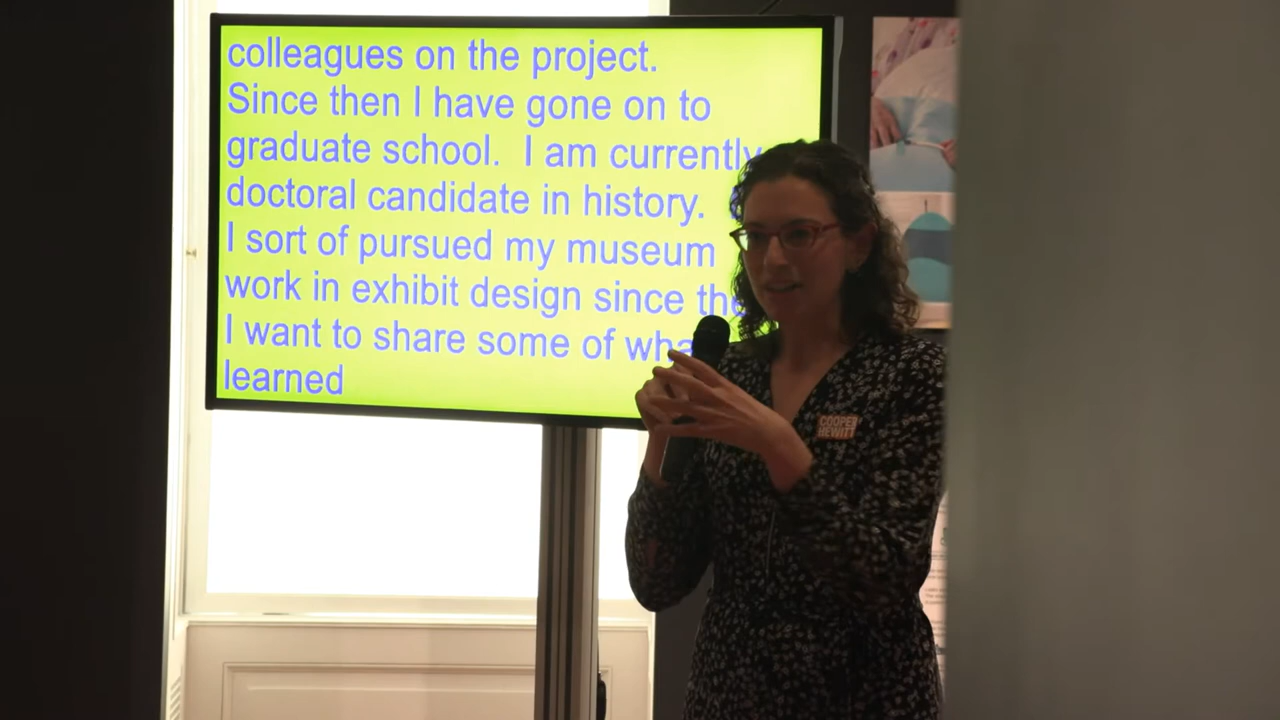 colleagues on the project.
Since then I have gone on to
graduate school.  I am currently
doctoral candidate in history.
I sort of pursued my museum
work in exhibit design since
I want to share some of
learned
COOPER
HEWITT